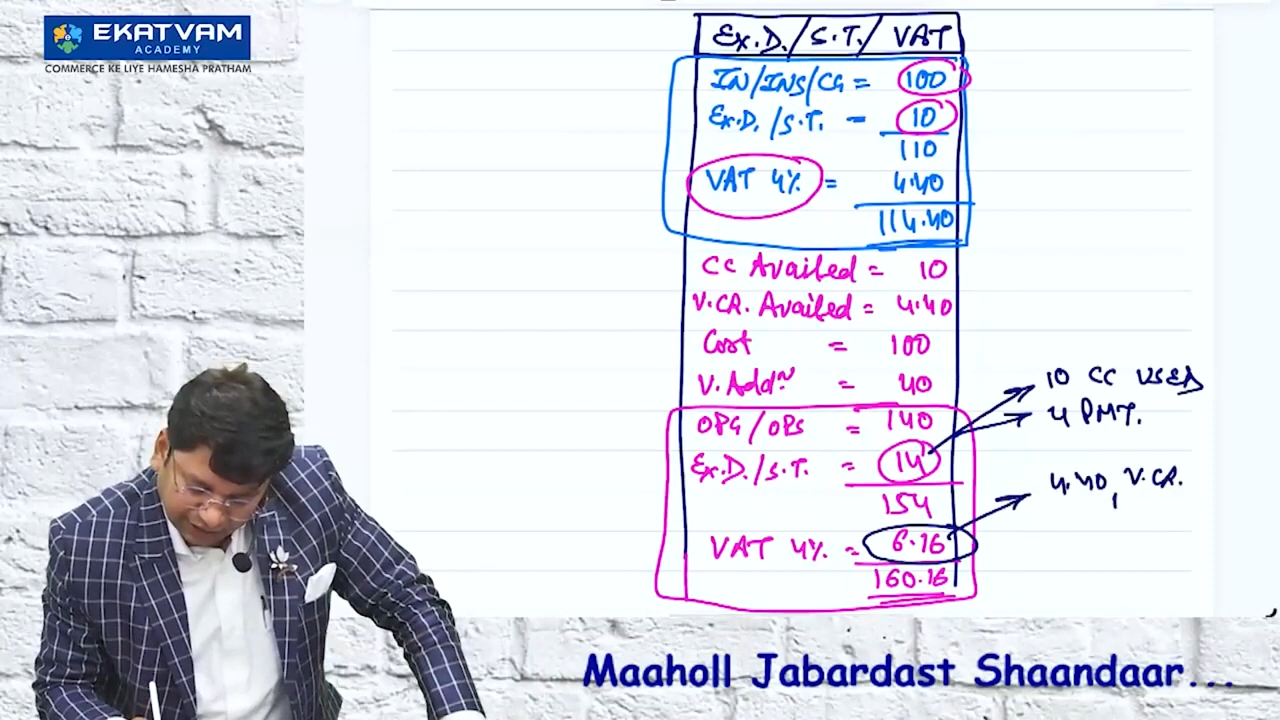 EKATVAM
ACADEMY
COMMERCE KE LIYE HAMESHA PRATHAM
Ex.D./S.T./VAT
IN/INS/CG = 100
Ex.D./S.T. = 10
110
VAT 4% = 4.40
114.40
CC Availed = 10
V.CR. Availed = 4.40
Cost = 100
V. Addn = 40
OPG/OPS = 140
Ex.D./S.T. = 14
154
VAT 4% = 6.16
160.16
10 CC USED
4 PMT.
4.40, V.CR.
Maaholl Jabardast Shaandaar...